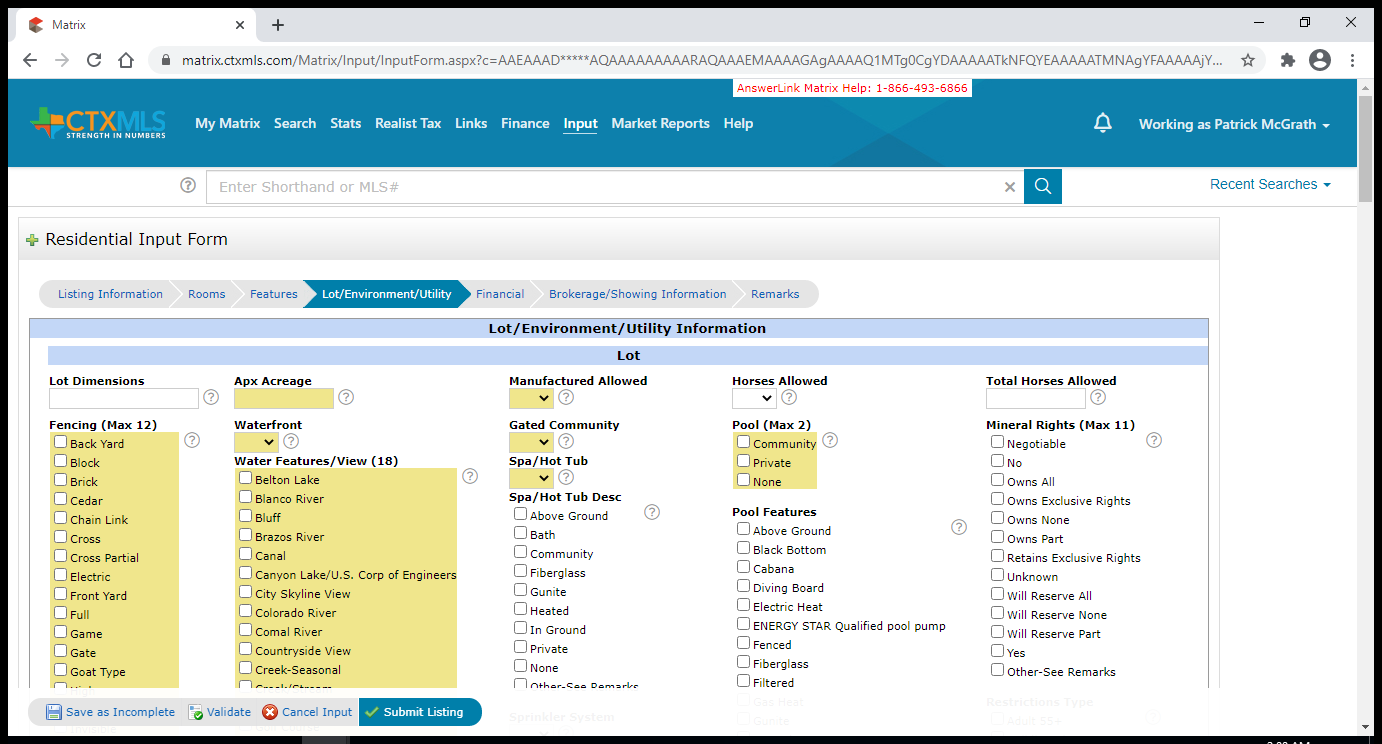 Matrix
matrix.ctxmls.com/Matrix/Input/InputForm.aspx?c=AAEAAAD*****AQAAAAAAAAARAQAAAEMAAAAGAgAAAAQ1MTg0CgYDAAAAATkNFQYEAAAAATMNAgYFAAAAAjY...
AnswerLink Matrix Help: 1-866-493-6866
CTXMLS
STRENGTH IN NUMBERS
My Matrix Search Stats Realist Tax Links Finance Input Market Reports Help
Working as Patrick McGrath
Enter Shorthand or MLS#
Recent Searches
Residential Input Form
Listing Information Rooms Features Lot/Environment/Utility Financial Brokerage/Showing Information Remarks
Lot/Environment/Utility Information
Lot
Lot Dimensions
Fencing (Max 12)
Back Yard
Block
Brick
Cedar
Chain Link
Cross
Cross Partial
Electric
Front Yard
Full
Game
Gate
Goat Type
Apx Acreage
Waterfront
Water Features/View (18)
Belton Lake
Blanco River
Bluff
Brazos River
Canal
Canyon Lake/U.S. Corp of Engineers
City Skyline View
Colorado River
Comal River
Countryside View
Creek-Seasonal
Creek/Stream
Manufactured Allowed
Gated Community
Spa/Hot Tub
Spa/Hot Tub Desc
Above Ground
Bath
Community
Fiberglass
Gunite
Heated
In Ground
Private
None
Other-See Remarks
Sprinkler System
Horses Allowed
Pool (Max 2)
Community
Private
None
Pool Features
Above Ground
Black Bottom
Cabana
Diving Board
Electric Heat
ENERGY STAR Qualified pool pump
Fenced
Fiberglass
Filtered
Gas Heat
Gunite
Total Horses Allowed
Mineral Rights (Max 11)
Negotiable
No
Owns All
Owns Exclusive Rights
Owns None
Owns Part
Retains Exclusive Rights
Unknown
Will Reserve All
Will Reserve None
Will Reserve Part
Yes
Other-See Remarks
Restrictions Type
Adult 55+
Save as Incomplete Validate Cancel Input Submit Listing